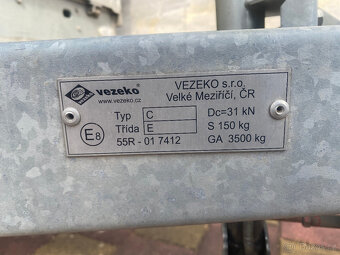 vezeko
www.vezeko.cz
VEZEKO s.r.o.
Velké Meziříčí, ČR
Typ C
Třída E
55R - 01 7412
Dc=31 kN
S 150 kg
GA 3500 kg
E8